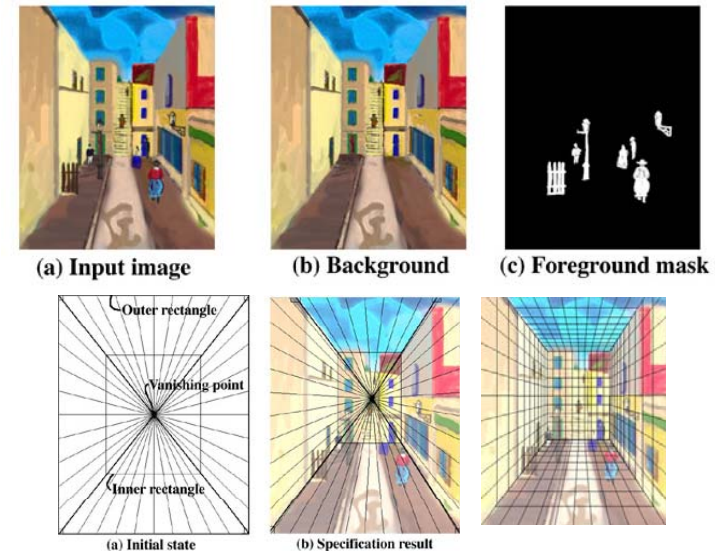 (a) Input image
(b) Background
(c) Foreground mask
Outer rectangle
Vanishing point
Inner rectangle
(a) Initial state
(b) Specification result